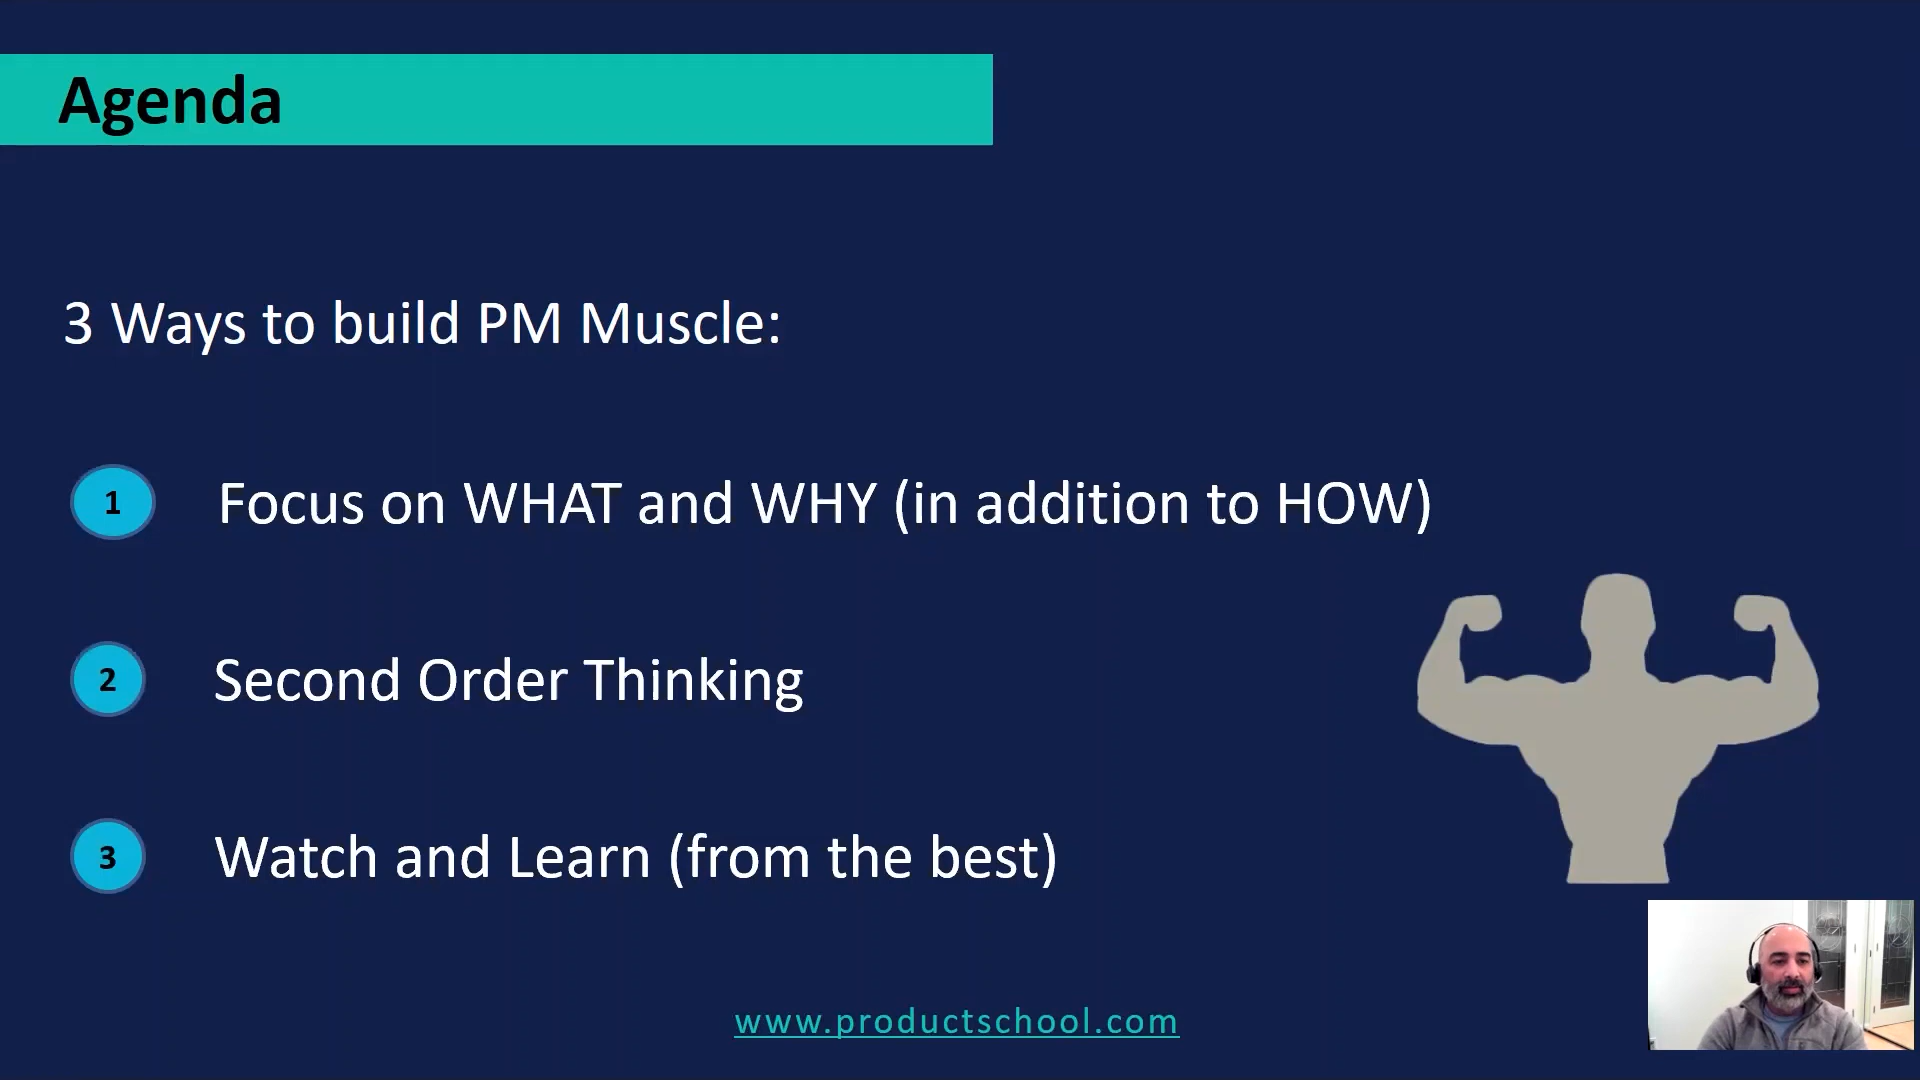 Agenda
3 Ways to build PM Muscle:
1 Focus on WHAT and WHY (in addition to HOW)
2 Second Order Thinking
3 Watch and Learn (from the best)
www.productschool.com